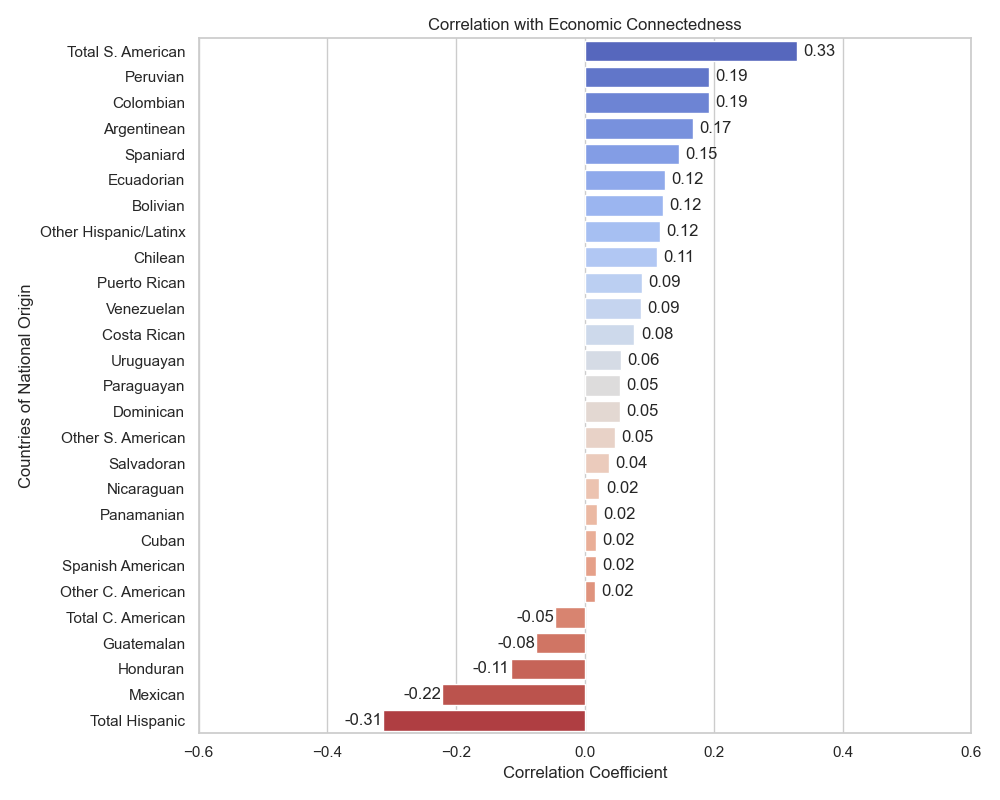 Correlation with Economic Connectedness
Total S. American 0.33
Peruvian 0.19
Colombian 0.19
Argentinean 0.17
Spaniard 0.15
Ecuadorian 0.12
Bolivian 0.12
Other Hispanic/Latinx 0.12
Chilean 0.11
Puerto Rican 0.09
Venezuelan 0.09
Costa Rican 0.08
Uruguayan 0.06
Paraguayan 0.05
Dominican 0.05
Other S. American 0.05
Salvadoran 0.04
Nicaraguan 0.02
Panamanian 0.02
Cuban 0.02
Spanish American 0.02
Other C. American 0.02
Total C. American -0.05
Guatemalan -0.08
Honduran -0.11
Mexican -0.22
Total Hispanic -0.31
Countries of National Origin
−0.6 −0.4 −0.2 0.0 0.2 0.4 0.6
Correlation Coefficient